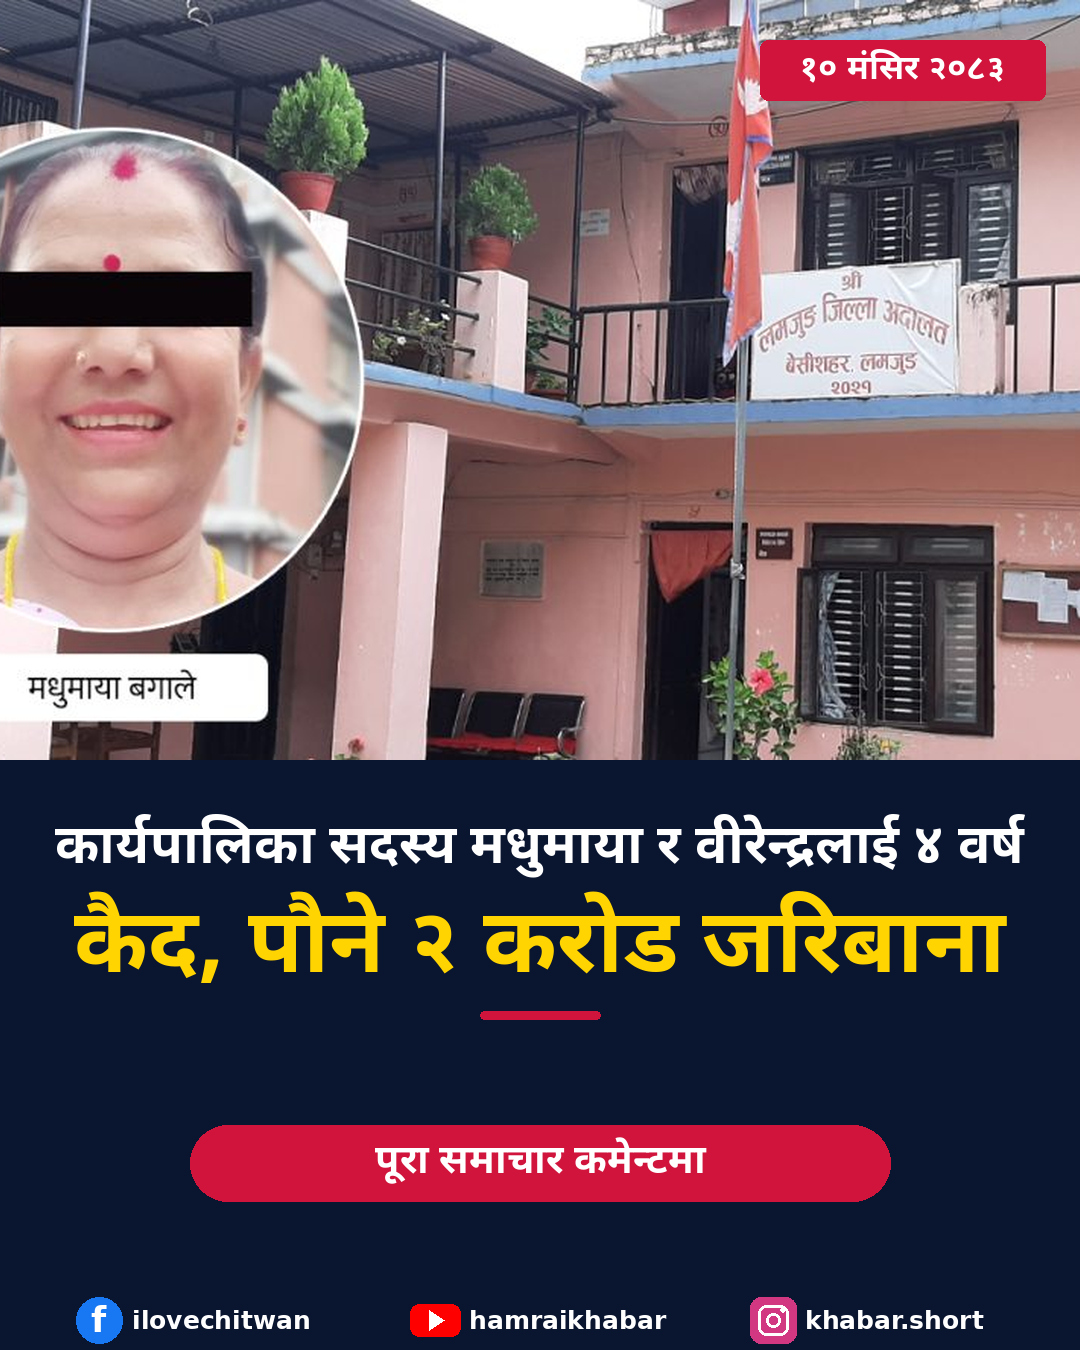 १० मंसिर २०८३
श्री
लमजुङ जिल्ला अदालत
बेसीशहर, लमजुङ
२०२१
मधुमाया बगाले
कार्यपालिका सदस्य मधुमाया र वीरेन्द्रलाई ४ वर्ष
कैद, पौने २ करोड जरिबाना
पूरा समाचार कमेन्टमा
ilovechitwan
hamraikhabar
khabar.short